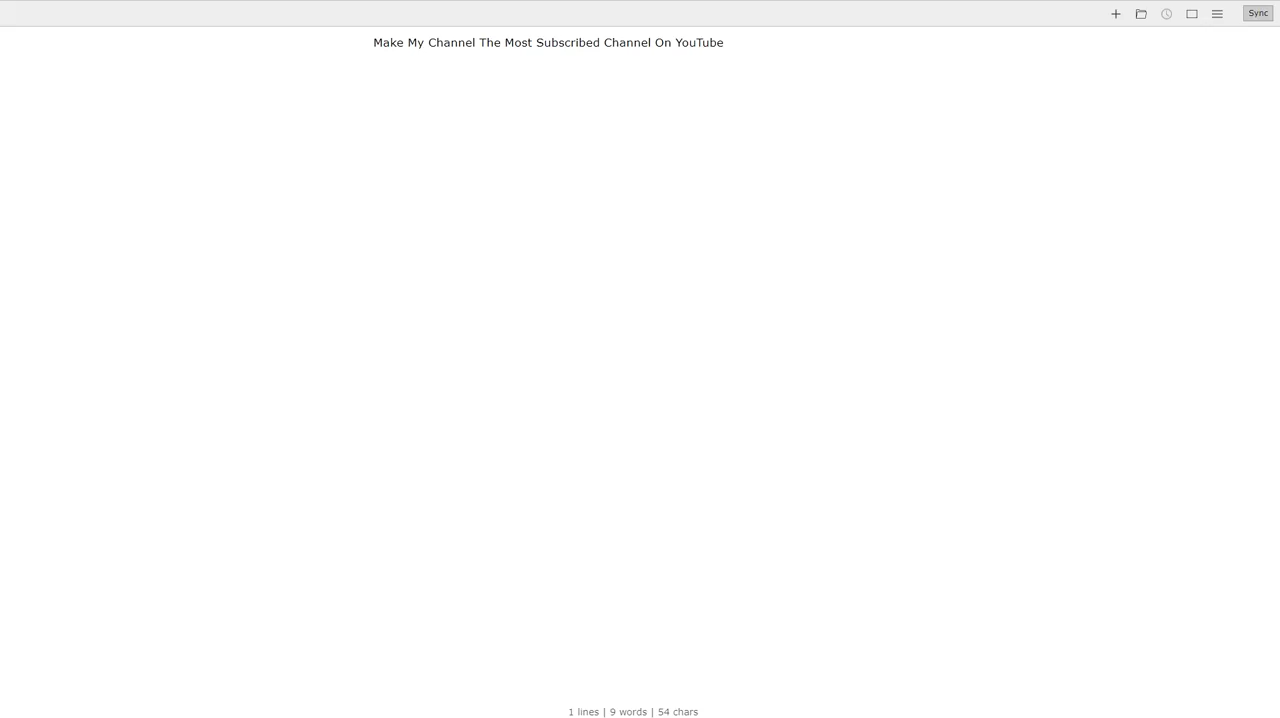 Sync
Make My Channel The Most Subscribed Channel On YouTube
1 lines | 9 words | 54 chars